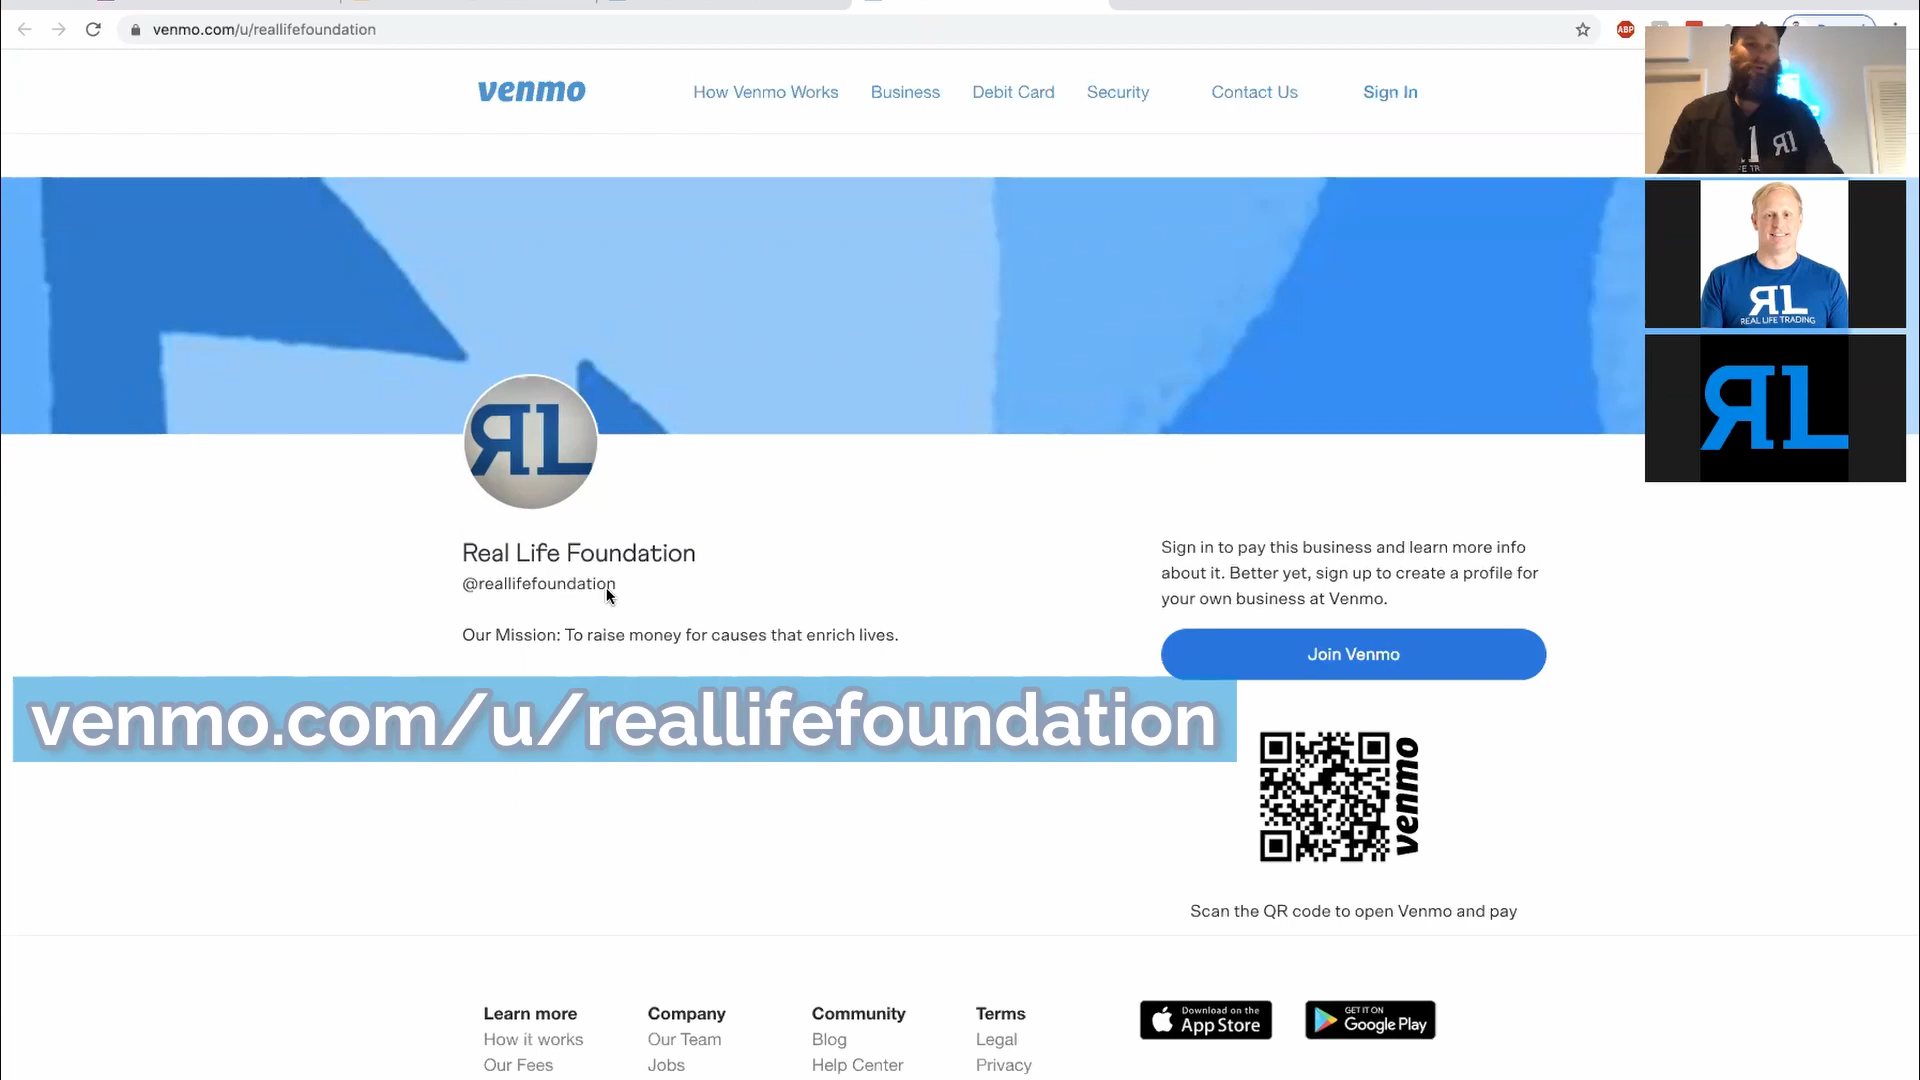 venmo.com/u/reallifefoundation
ABP
venmo
How Venmo Works
Business
Debit Card
Security
Contact Us
Sign In
RL
REAL LIFE TRADING
RL
RL
Real Life Foundation
@reallifefoundation
Our Mission: To raise money for causes that enrich lives.
Sign in to pay this business and learn more info
about it. Better yet, sign up to create a profile for
your own business at Venmo.
Join Venmo
venmo.com/u/reallifefoundation
venmo
Scan the QR code to open Venmo and pay
Learn more
How it works
Our Fees
Company
Our Team
Jobs
Community
Blog
Help Center
Terms
Legal
Privacy
Download on the
App Store
GET IT ON
Google Play